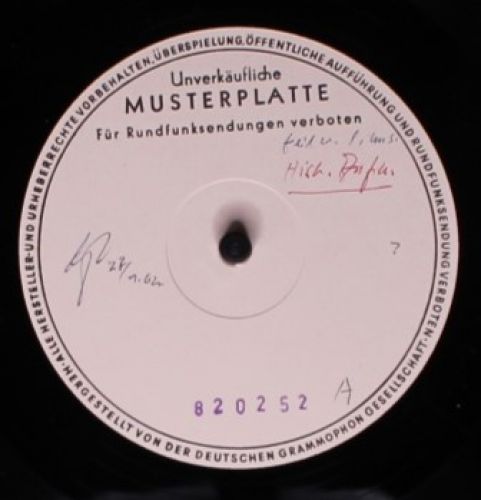 ALLE HERSTELLER-UND URHEBERRECHTE VORBEHALTEN. ÜBERSPIELUNG, ÖFFENTLICHE AUFFÜHRUNG UND RUNDFUNKSENDUNG VERBOTEN
HERGESTELLT VON DER DEUTSCHEN GRAMMOPHON GESELLSCHAFT
Unverkäufliche
MUSTERPLATTE
Für Rundfunksendungen verboten
?
820252
A